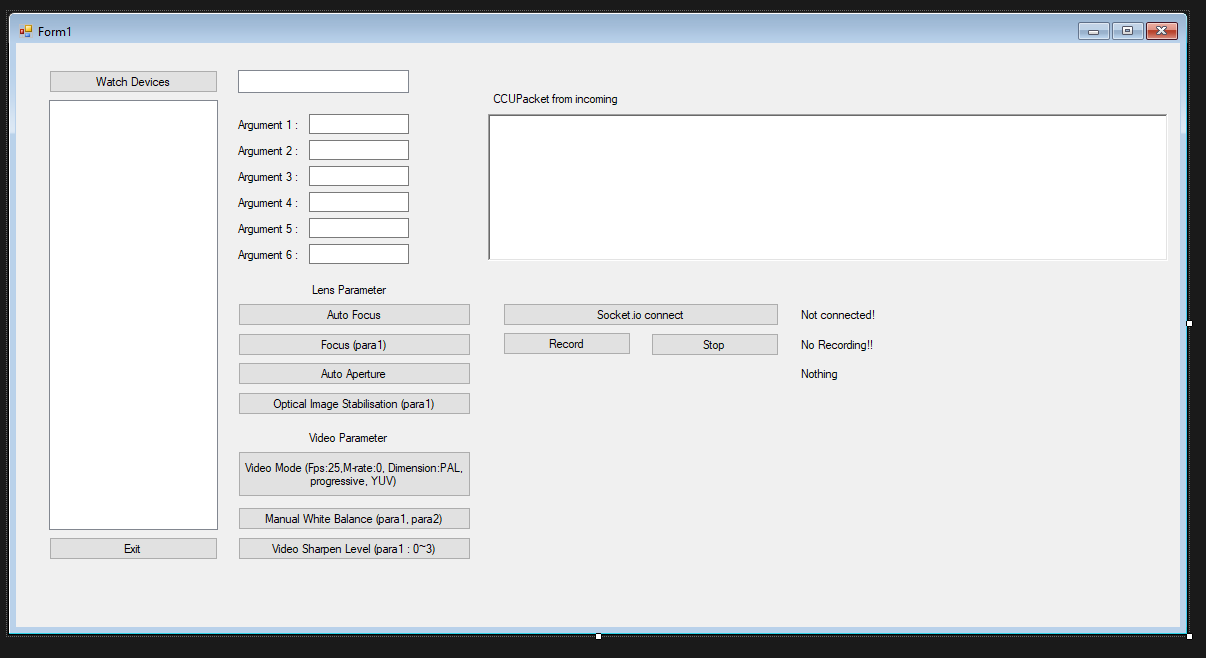 Form1
Watch Devices
CCUPacket from incoming
Argument 1 :
Argument 2 :
Argument 3 :
Argument 4 :
Argument 5 :
Argument 6 :
Lens Parameter
Auto Focus
Socket.io connect
Not connected!
Focus (para1)
Record
Stop
No Recording!!
Auto Aperture
Nothing
Optical Image Stabilisation (para1)
Video Parameter
Video Mode (Fps:25,M-rate:0, Dimension:PAL,
progressive, YUV)
Manual White Balance (para1, para2)
Exit
Video Sharpen Level (para1 : 0~3)